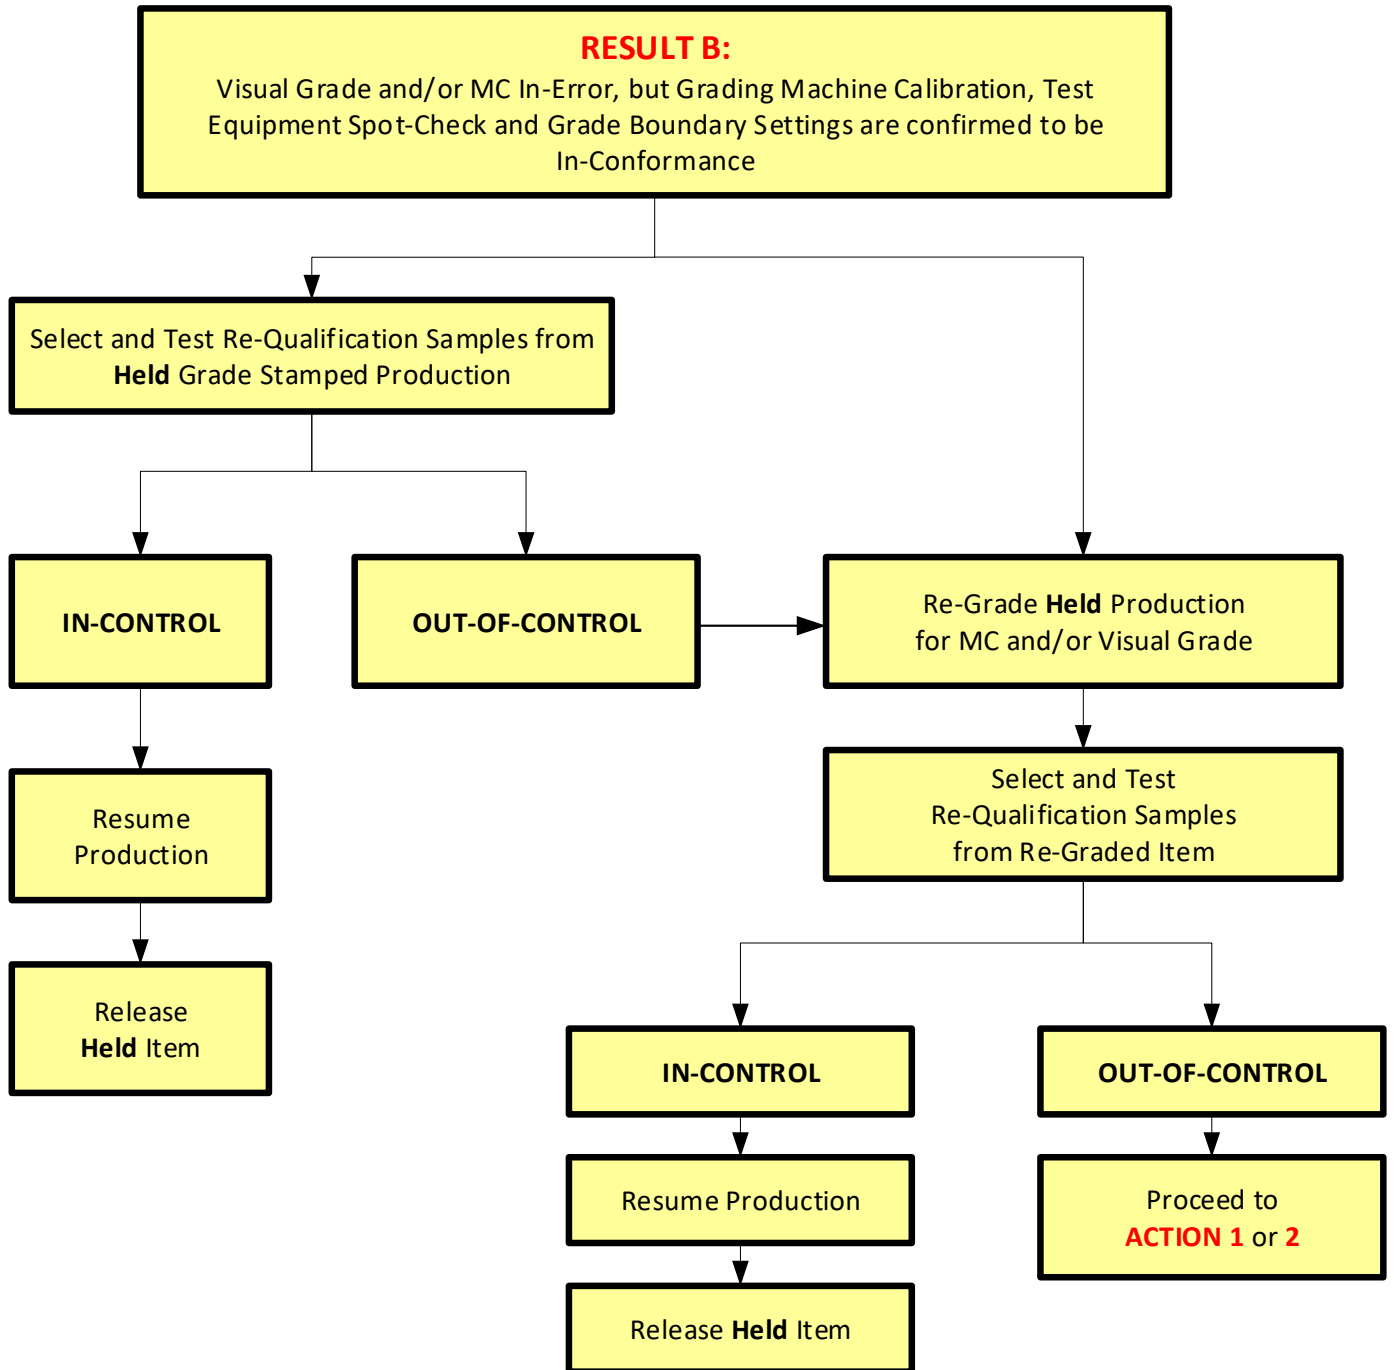 RESULT B:
Visual Grade and/or MC In-Error, but Grading Machine Calibration, Test
Equipment Spot-Check and Grade Boundary Settings are confirmed to be
In-Conformance
Select and Test Re-Qualification Samples from
Held Grade Stamped Production
IN-CONTROL
OUT-OF-CONTROL
Re-Grade Held Production
for MC and/or Visual Grade
Resume
Production
Select and Test
Re-Qualification Samples
from Re-Graded Item
Release
Held Item
IN-CONTROL
OUT-OF-CONTROL
Resume Production
Proceed to
ACTION 1 or 2
Release Held Item